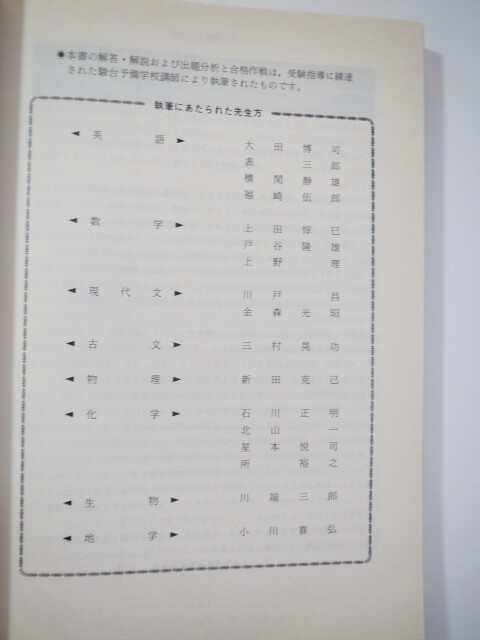 ●本書の解答・解説および出題分析と合格作戦は，受験指導に練達
された駿台予備学校講師により執筆されたものです。
執筆にあたられた先生方
◄ 英語 ► 大田博司
表三郎
横関静雄
福崎伍郎
◄ 数学 ► 上田惇巳
戸谷隆雄
上野理
◄ 現代文 ► 川戸昌
金森光昭
◄ 古文 ► 三村晃功
◄ 物理 ► 新田克己
◄ 化学 ► 石川正明
北山一
星本悦司
所裕之
◄ 生物 ► 川端三郎
◄ 地学 ► 小川喜弘